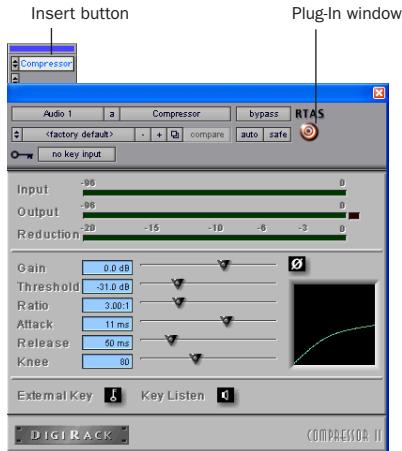 Insert button Plug-In window
Compressor
Audio 1 a Compressor bypass RTAS
<factory default> - + compare auto safe
no key input
Input -96 0
Output -96 0
Reduction -20 -15 -10 -6 -3 0
Gain 0.0 dB Ø
Threshold -31.0 dB
Ratio 3.00:1
Attack 11 ms
Release 50 ms
Knee 80
External Key Key Listen
DIGIRACK COMPRESSOR II